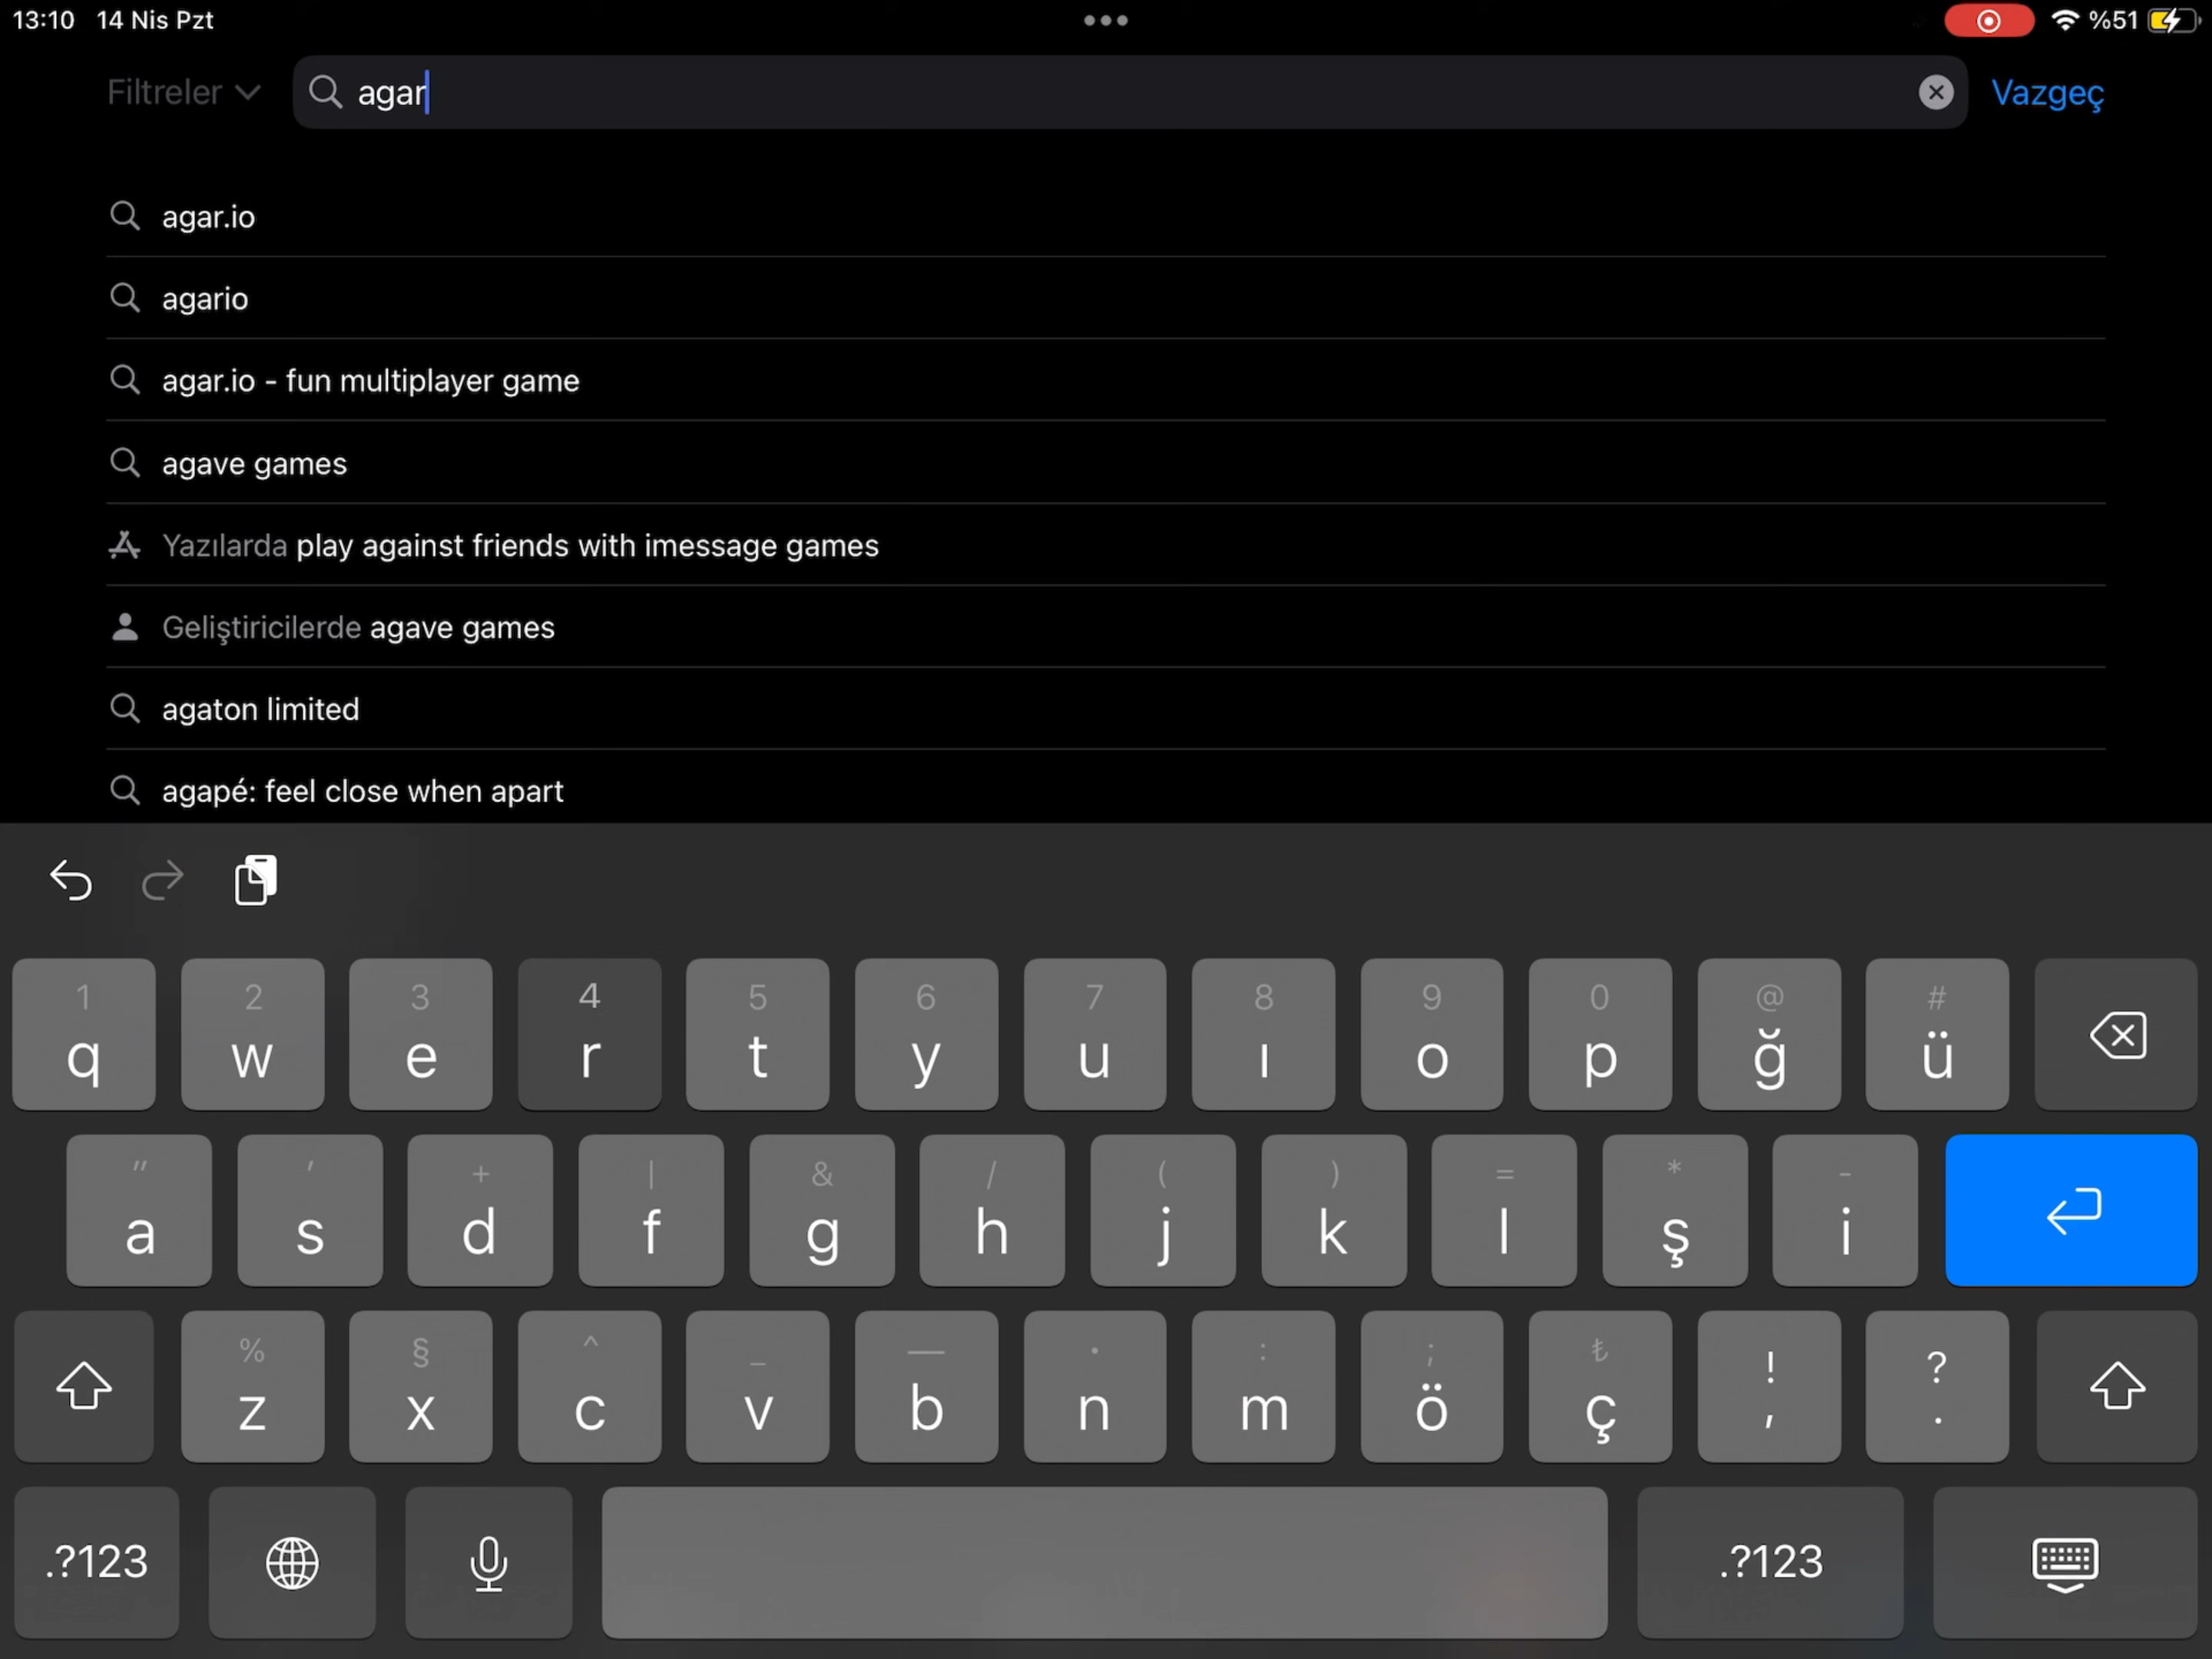 13:10 14 Nis Pzt %51
Filtreler agar Vazgeç
agar.io
agario
agar.io - fun multiplayer game
agave games
Yazılarda play against friends with imessage games
Geliştiricilerde agave games
agaton limited
agapé: feel close when apart
1 2 3 4 5 6 7 8 9 0 @ #
q w e r t y u ı o p ğ ü
" ' + | & / ( ) = * -
a s d f g h j k l ş i
% § ^ _ — · : ; ₺ ! ?
z x c v b n m ö ç , .
.?123 .?123